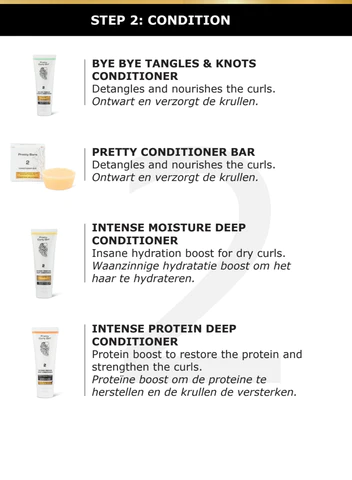 STEP 2: CONDITION
BYE BYE TANGLES & KNOTS
CONDITIONER
Detangles and nourishes the curls.
Ontwart en verzorgt de krullen.
PRETTY CONDITIONER BAR
Detangles and nourishes the curls.
Ontwart en verzorgt de krullen.
2
INTENSE MOISTURE DEEP
CONDITIONER
Insane hydration boost for dry curls.
Waanzinnige hydratatie boost om het
haar te hydrateren.
INTENSE PROTEIN DEEP
CONDITIONER
Protein boost to restore the protein and
strengthen the curls.
Proteïne boost om de proteine te
herstellen en de krullen de versterken.